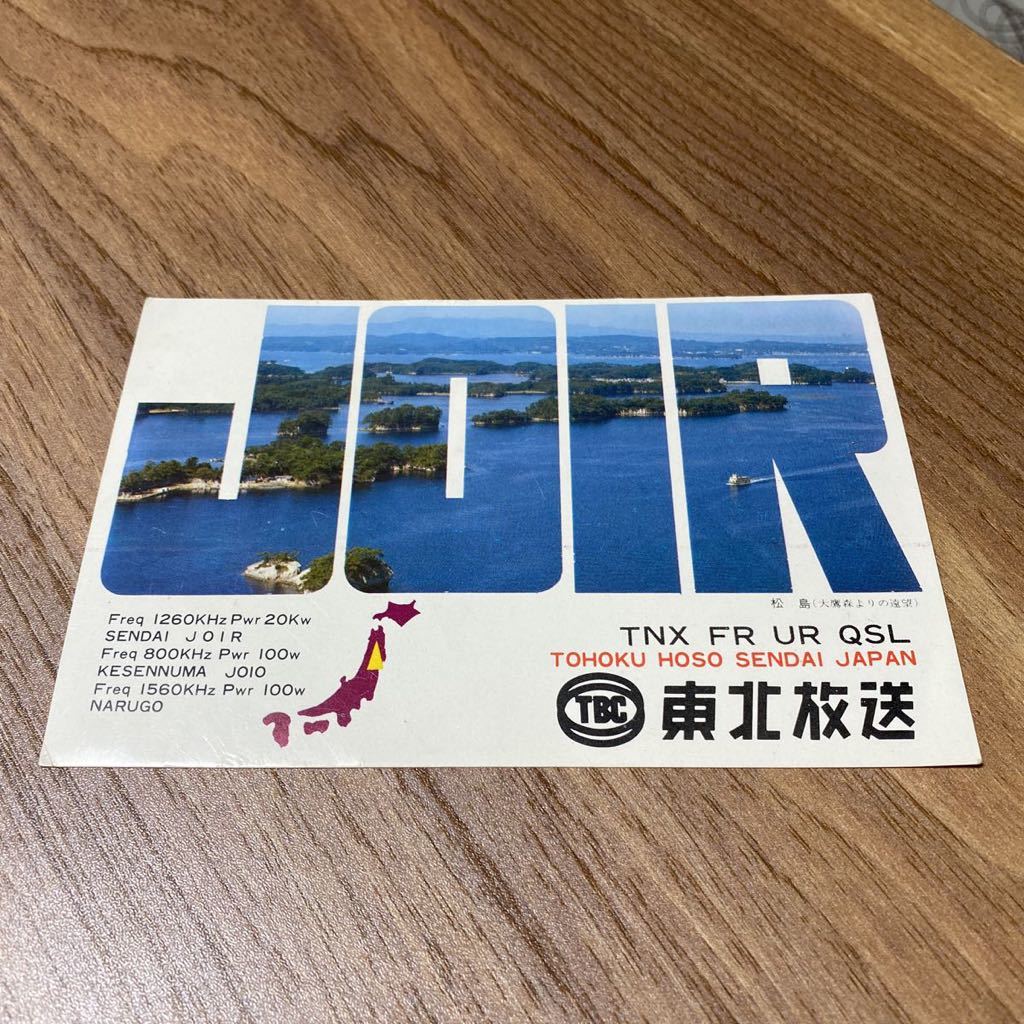 JOIR
松島(大鷹森よりの遠望)
Freq 1260KHz Pwr 20Kw
SENDAI JOIR
Freq 800KHz Pwr 100w
KESENNUMA JOIO
Freq 1560KHz Pwr 100w
NARUGO
TNX FR UR QSL
TOHOKU HOSO SENDAI JAPAN
TBC 東北放送